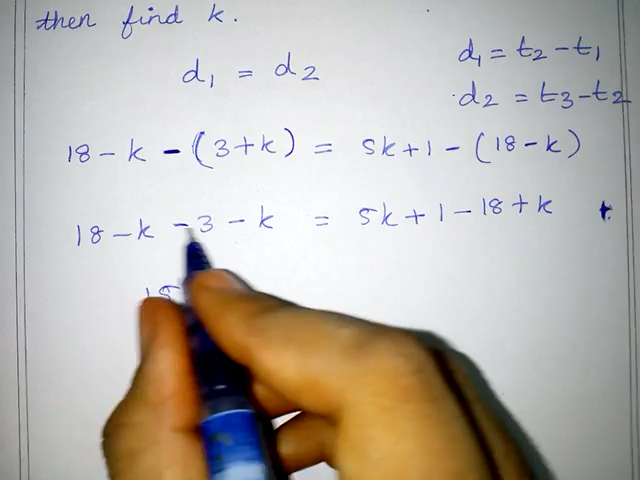 then find k.
d₁ = d₂
d₁ = t₂ - t₁
d₂ = t₃ - t₂
18 - k - (3 + k) = 5k + 1 - (18 - k)
18 - k - 3 - k = 5k + 1 - 18 + k
15